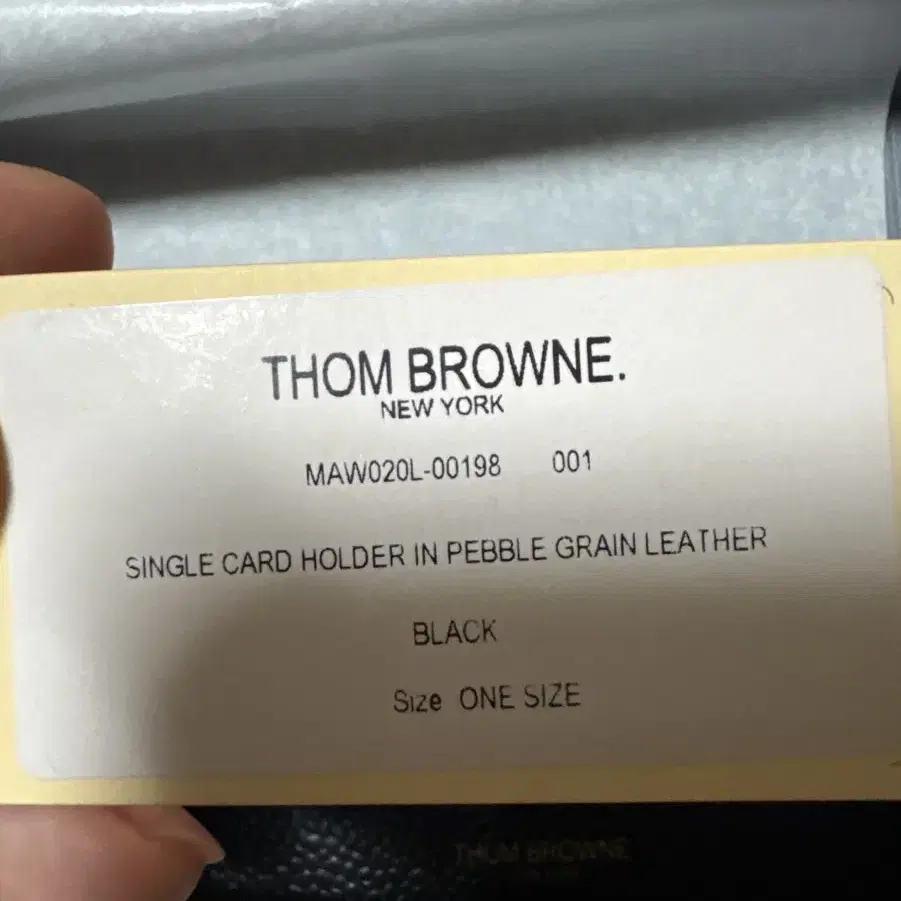 THOM BROWNE.
NEW YORK
MAW020L-00198 001
SINGLE CARD HOLDER IN PEBBLE GRAIN LEATHER
BLACK
Size ONE SIZE
THOM BROWNE